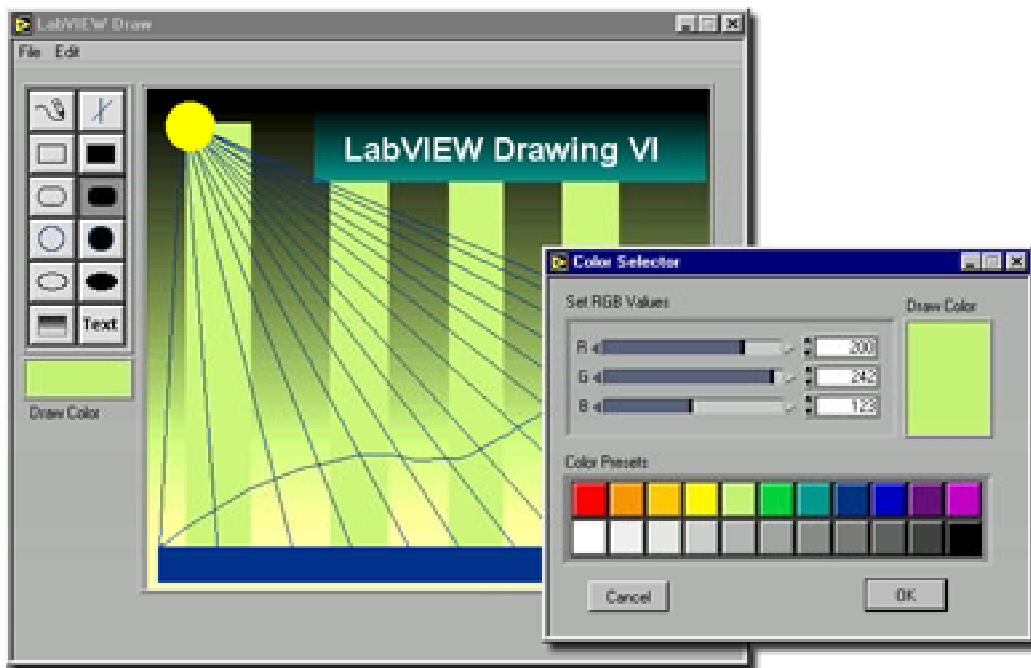 LabVIEW Draw
File Edit
LabVIEW Drawing VI
Text
Draw Color
Color Selector
Set RGB Values
Draw Color
R 200
G 242
B 123
Color Presets
Cancel OK